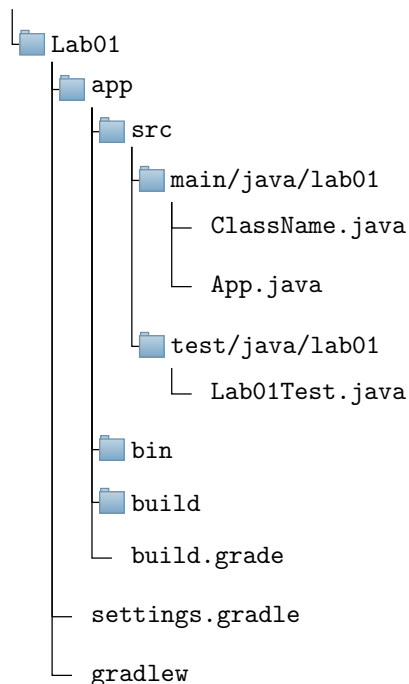 Lab01
app
src
main/java/lab01
ClassName.java
App.java
test/java/lab01
Lab01Test.java
bin
build
build.grade
settings.gradle
gradlew